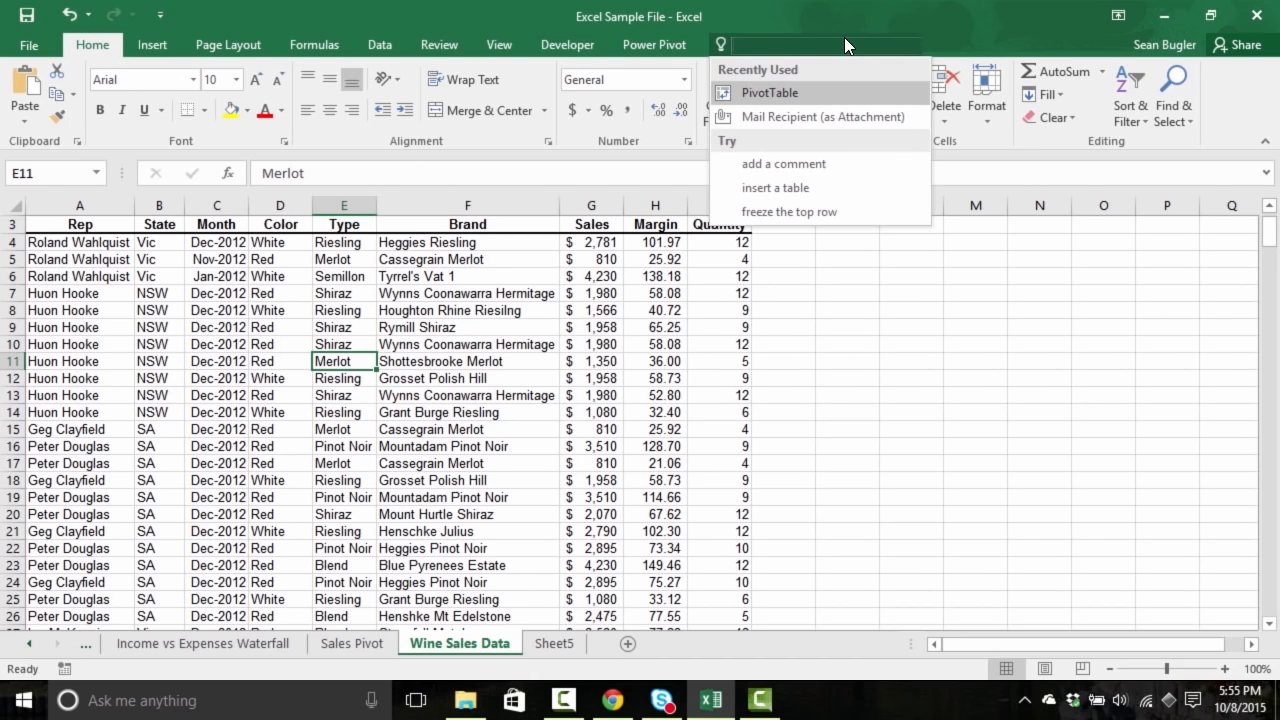 Excel Sample File - Excel
File Home Insert Page Layout Formulas Data Review View Developer Power Pivot Sean Bugler Share
Recently Used
PivotTable
Mail Recipient (as Attachment)
Try
add a comment
insert a table
freeze the top row
Paste
Clipboard
Arial 10
B I U
Font
Wrap Text
Merge & Center
Alignment
General
$ % ,
Number
Delete Format
Cells
AutoSum
Fill
Clear
Sort & Filter
Find & Select
Editing
E11 fx Merlot
A B C D E F G H M N O P Q
3 Rep State Month Color Type Brand Sales Margin Quantity
4 Roland Wahlquist Vic Dec-2012 White Riesling Heggies Riesling $ 2,781 101.97 12
5 Roland Wahlquist Vic Nov-2012 Red Merlot Cassegrain Merlot $ 810 25.92 4
6 Roland Wahlquist Vic Jan-2012 White Semillon Tyrrel's Vat 1 $ 4,230 138.18 12
7 Huon Hooke NSW Dec-2012 Red Shiraz Wynns Coonawarra Hermitage $ 1,980 58.08 12
8 Huon Hooke NSW Dec-2012 White Riesling Houghton Rhine Riesilng $ 1,566 40.72 9
9 Huon Hooke NSW Dec-2012 Red Shiraz Rymill Shiraz $ 1,958 65.25 9
10 Huon Hooke NSW Dec-2012 Red Shiraz Wynns Coonawarra Hermitage $ 1,980 58.08 12
11 Huon Hooke NSW Dec-2012 Red Merlot Shottesbrooke Merlot $ 1,350 36.00 5
12 Huon Hooke NSW Dec-2012 White Riesling Grosset Polish Hill $ 1,958 58.73 9
13 Huon Hooke NSW Dec-2012 Red Shiraz Wynns Coonawarra Hermitage $ 1,980 52.80 12
14 Huon Hooke NSW Dec-2012 White Riesling Grant Burge Riesling $ 1,080 32.40 6
15 Geg Clayfield SA Dec-2012 Red Merlot Cassegrain Merlot $ 810 25.92 4
16 Peter Douglas SA Dec-2012 Red Pinot Noir Mountadam Pinot Noir $ 3,510 128.70 9
17 Peter Douglas SA Dec-2012 Red Merlot Cassegrain Merlot $ 810 21.06 4
18 Geg Clayfield SA Dec-2012 White Riesling Grosset Polish Hill $ 1,958 58.73 9
19 Peter Douglas SA Dec-2012 Red Pinot Noir Mountadam Pinot Noir $ 3,510 114.66 9
20 Peter Douglas SA Dec-2012 Red Shiraz Mount Hurtle Shiraz $ 2,070 67.62 12
21 Geg Clayfield SA Dec-2012 White Riesling Henschke Julius $ 2,790 102.30 12
22 Peter Douglas SA Dec-2012 Red Pinot Noir Heggies Pinot Noir $ 2,895 73.34 10
23 Peter Douglas SA Dec-2012 Red Blend Blue Pyrenees Estate $ 4,230 149.46 12
24 Geg Clayfield SA Dec-2012 Red Pinot Noir Heggies Pinot Noir $ 2,895 75.27 10
25 Peter Douglas SA Dec-2012 White Riesling Grant Burge Riesling $ 1,080 33.12 6
26 Peter Douglas SA Dec-2012 Red Blend Henshke Mt Edelstone $ 2,475 77.55 5
... Income vs Expenses Waterfall Sales Pivot Wine Sales Data Sheet5
Ready 100%
Ask me anything
5:55 PM
10/8/2015